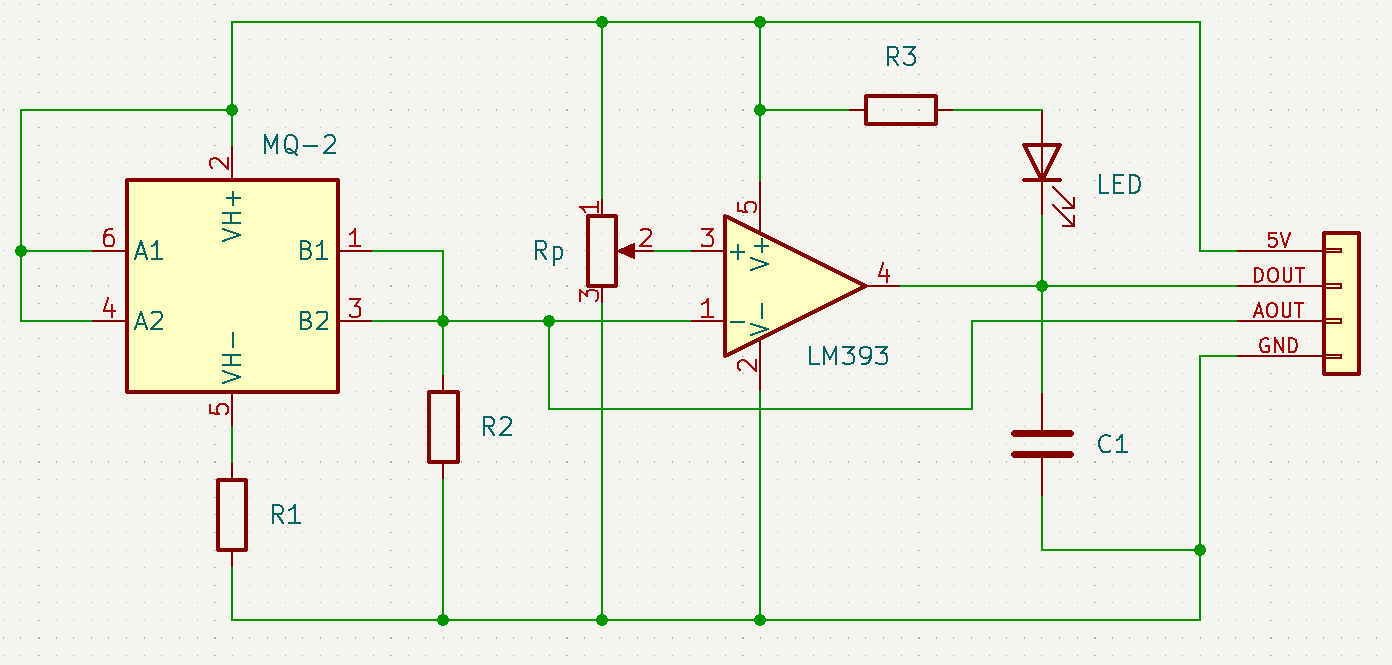 R3
MQ-2
2
VH+
6
A1
B1
1
4
A2
B2
3
VH-
5
R1
R2
Rp
1
2
3
3
+
5
V+
1
-
V-
2
4
LM393
LED
C1
5V
DOUT
AOUT
GND